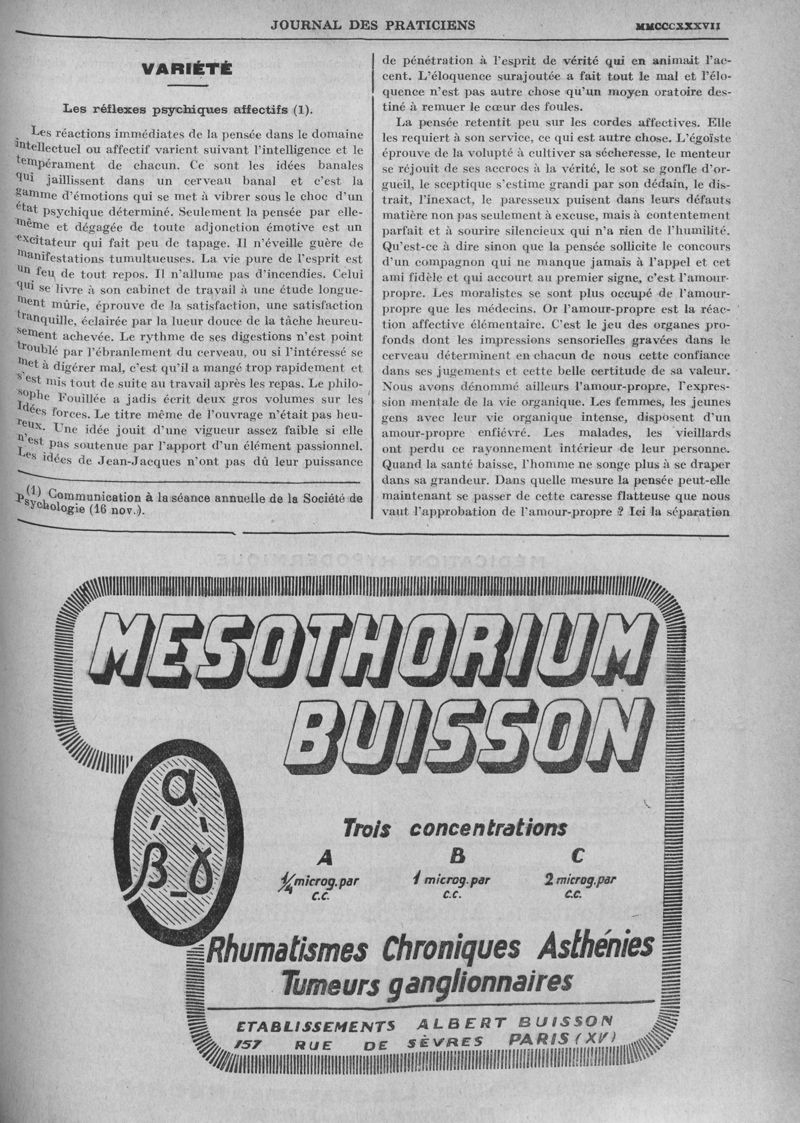 JOURNAL DES PRATICIENS
MMCCCXXXVII
VARIÉTÉ
Les réflexes psychiques affectifs (1).
Les réactions immédiates de la pensée dans le domaine
intellectuel ou affectif varient suivant l'intelligence et le
tempérament de chacun. Ce sont les idées banales
qui jaillissent dans un cerveau banal et c'est la
gamme d'émotions qui se met à vibrer sous le choc d'un
état psychique déterminé. Seulement la pensée par elle-
même et dégagée de toute adjonction émotive est un
excitateur qui fait peu de tapage. Il n'éveille guère de
manifestations tumultueuses. La vie pure de l'esprit est
un feu de tout repos. Il n'allume pas d'incendies. Celui
qui se livre à son cabinet de travail à une étude longue-
ment mûrie, éprouve de la satisfaction, une satisfaction
tranquille, éclairée par la lueur douce de la tâche heureu-
sement achevée. Le rythme de ses digestions n'est point
troublé par l'ébranlement du cerveau, ou si l'intéressé se
met à digérer mal, c'est qu'il a mangé trop rapidement et
s'est mis tout de suite au travail après les repas. Le philo-
sophe Fouillée a jadis écrit deux gros volumes sur les
Idées forces. Le titre même de l'ouvrage n'était pas heu-
reux. Une idée jouit d'une vigueur assez faible si elle
n'est pas soutenue par l'apport d'un élément passionnel.
Les idées de Jean-Jacques n'ont pas dû leur puissance
(1) Communication à la séance annuelle de la Société de
Psychologie (16 nov.).
de pénétration à l'esprit de vérité qui en animait l'ac-
cent. L'éloquence surajoutée a fait tout le mal et l'élo-
quence n'est pas autre chose qu'un moyen oratoire des-
tiné à remuer le cœur des foules.
La pensée retentit peu sur les cordes affectives. Elle
les requiert à son service, ce qui est autre chose. L'égoïste
éprouve de la volupté à cultiver sa sécheresse, le menteur
se réjouit de ses accrocs à la vérité, le sot se gonfle d'or-
gueil, le sceptique s'estime grandi par son dédain, le dis-
trait, l'inexact, le paresseux puisent dans leurs défauts
matière non pas seulement à excuse, mais à contentement
parfait et à sourire silencieux qui n'a rien de l'humilité.
Qu'est-ce à dire sinon que la pensée sollicite le concours
d'un compagnon qui ne manque jamais à l'appel et cet
ami fidèle et qui accourt au premier signe, c'est l'amour-
propre. Les moralistes se sont plus occupé de l'amour-
propre que les médecins. Or l'amour-propre est la réac-
tion affective élémentaire. C'est le jeu des organes pro-
fonds dont les impressions sensorielles gravées dans le
cerveau déterminent en chacun de nous cette confiance
dans ses jugements et cette belle certitude de sa valeur.
Nous avons dénommé ailleurs l'amour-propre, l'expres-
sion mentale de la vie organique. Les femmes, les jeunes
gens avec leur vie organique intense, disposent d'un
amour-propre enfiévré. Les malades, les vieillards
ont perdu ce rayonnement intérieur de leur personne.
Quand la santé baisse, l'homme ne songe plus à se draper
dans sa grandeur. Dans quelle mesure la pensée peut-elle
maintenant se passer de cette caresse flatteuse que nous
vaut l'approbation de l'amour-propre ? Ici la séparation
MESOTHORIUM
BUISSON
α
β γ
Trois concentrations
A B C
1/4 microg. par c.c. 1 microg. par c.c. 2 microg. par c.c.
Rhumatismes Chroniques Asthénies
Tumeurs ganglionnaires
ETABLISSEMENTS ALBERT BUISSON
157 RUE DE SÈVRES PARIS (XV)